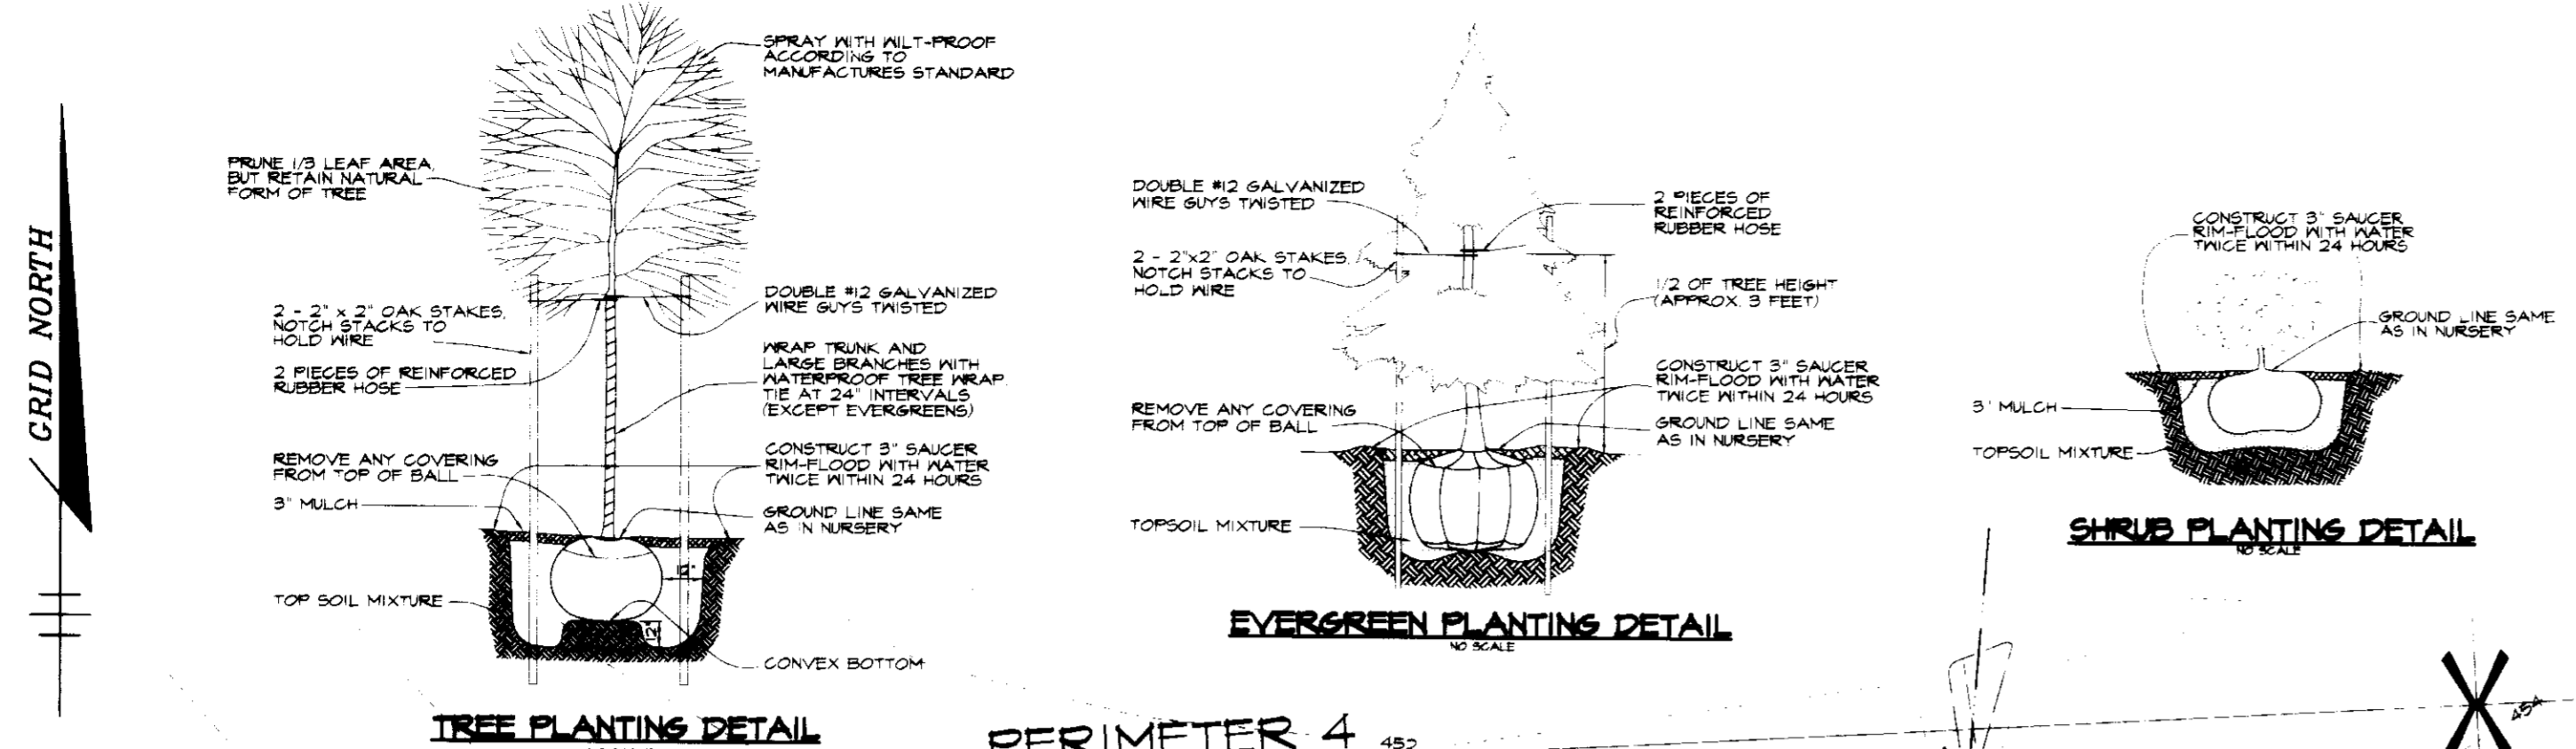 GRID NORTH
SPRAY WITH WILT-PROOF
ACCORDING TO
MANUFACTURES STANDARD
PRUNE 1/3 LEAF AREA,
BUT RETAIN NATURAL
FORM OF TREE
2 - 2" x 2" OAK STAKES,
NOTCH STACKS TO
HOLD WIRE
2 PIECES OF REINFORCED
RUBBER HOSE
REMOVE ANY COVERING
FROM TOP OF BALL
3" MULCH
TOP SOIL MIXTURE
DOUBLE #12 GALVANIZED
WIRE GUYS TWISTED
WRAP TRUNK AND
LARGE BRANCHES WITH
WATERPROOF TREE WRAP.
TIE AT 24" INTERVALS
(EXCEPT EVERGREENS)
CONSTRUCT 3" SAUCER
RIM-FLOOD WITH WATER
TWICE WITHIN 24 HOURS
GROUND LINE SAME
AS IN NURSERY
12"
CONVEX BOTTOM
TREE PLANTING DETAIL
DOUBLE #12 GALVANIZED
WIRE GUYS TWISTED
2 - 2"x2" OAK STAKES,
NOTCH STACKS TO
HOLD WIRE
REMOVE ANY COVERING
FROM TOP OF BALL
TOPSOIL MIXTURE
2 PIECES OF
REINFORCED
RUBBER HOSE
1/2 OF TREE HEIGHT
(APPROX. 3 FEET)
CONSTRUCT 3" SAUCER
RIM-FLOOD WITH WATER
TWICE WITHIN 24 HOURS
GROUND LINE SAME
AS IN NURSERY
EVERGREEN PLANTING DETAIL
NO SCALE
CONSTRUCT 3" SAUCER
RIM-FLOOD WITH WATER
TWICE WITHIN 24 HOURS
GROUND LINE SAME
AS IN NURSERY
3" MULCH
TOPSOIL MIXTURE
SHRUB PLANTING DETAIL
NO SCALE
PERIMETER 4
452
454